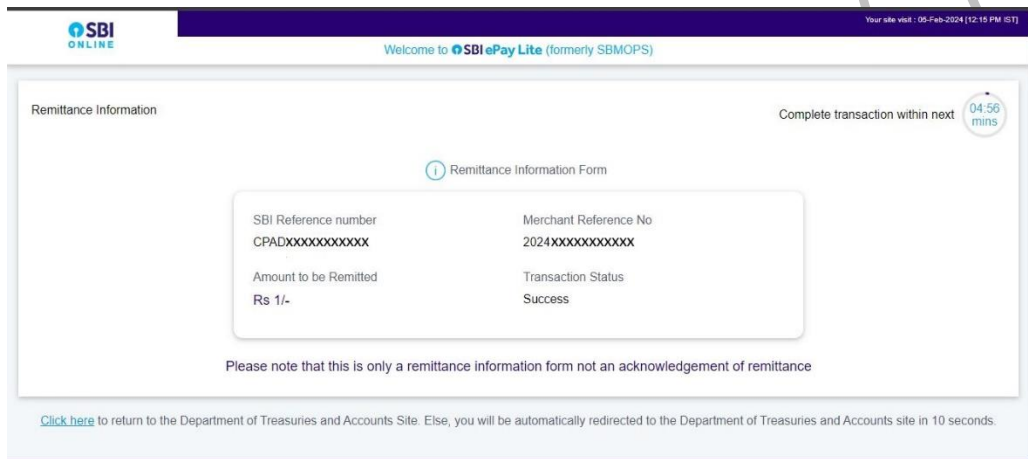 SBI
ONLINE
Your site visit : 05-Feb-2024 [12:15 PM IST]
Welcome to SBI ePay Lite (formerly SBMOPS)
Remittance Information
Complete transaction within next
04:56
mins
i Remittance Information Form
SBI Reference number Merchant Reference No
CPADXXXXXXXXXXX 2024XXXXXXXXXXX
Amount to be Remitted Transaction Status
Rs 1/- Success
Please note that this is only a remittance information form not an acknowledgement of remittance
Click here to return to the Department of Treasuries and Accounts Site. Else, you will be automatically redirected to the Department of Treasuries and Accounts site in 10 seconds.